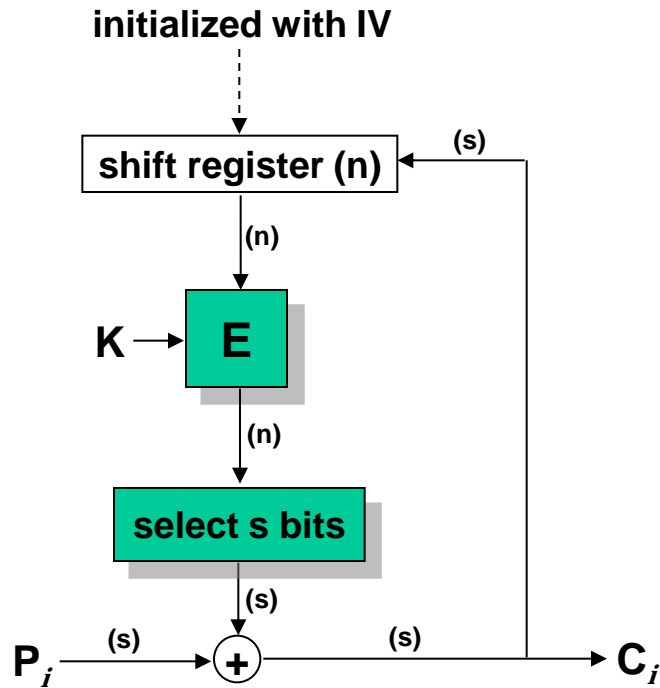 initialized with IV
(s)
shift register (n)
(n)
K
E
(n)
select s bits
(s)
(s)
(s)
P i
+
C i